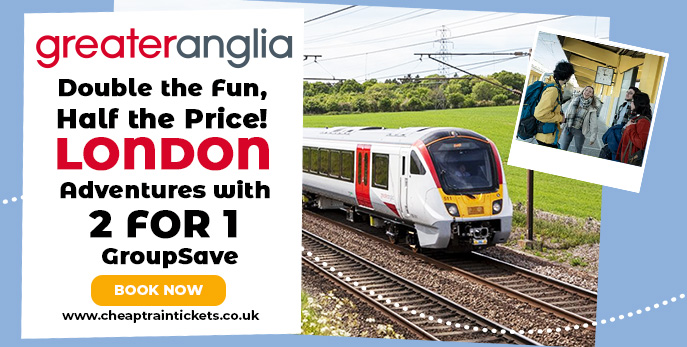 greateranglia
Double the Fun,
Half the Price!
LONDON
Adventures with
2 FOR 1
GroupSave
BOOK NOW
www.cheaptraintickets.co.uk